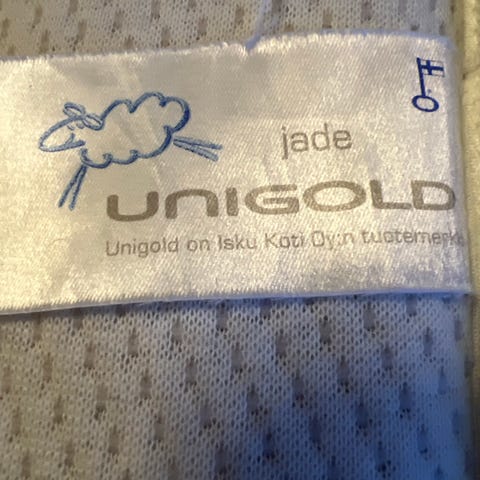 jade
UNIGOLD
Unigold on Isku Koti Oy:n tuotemerkki